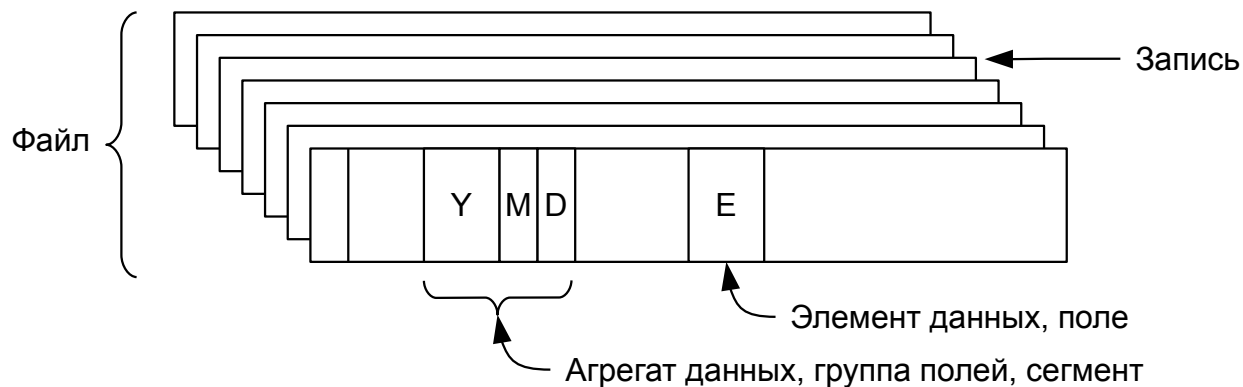 Запись
Файл
Y M D E
Элемент данных, поле
Агрегат данных, группа полей, сегмент